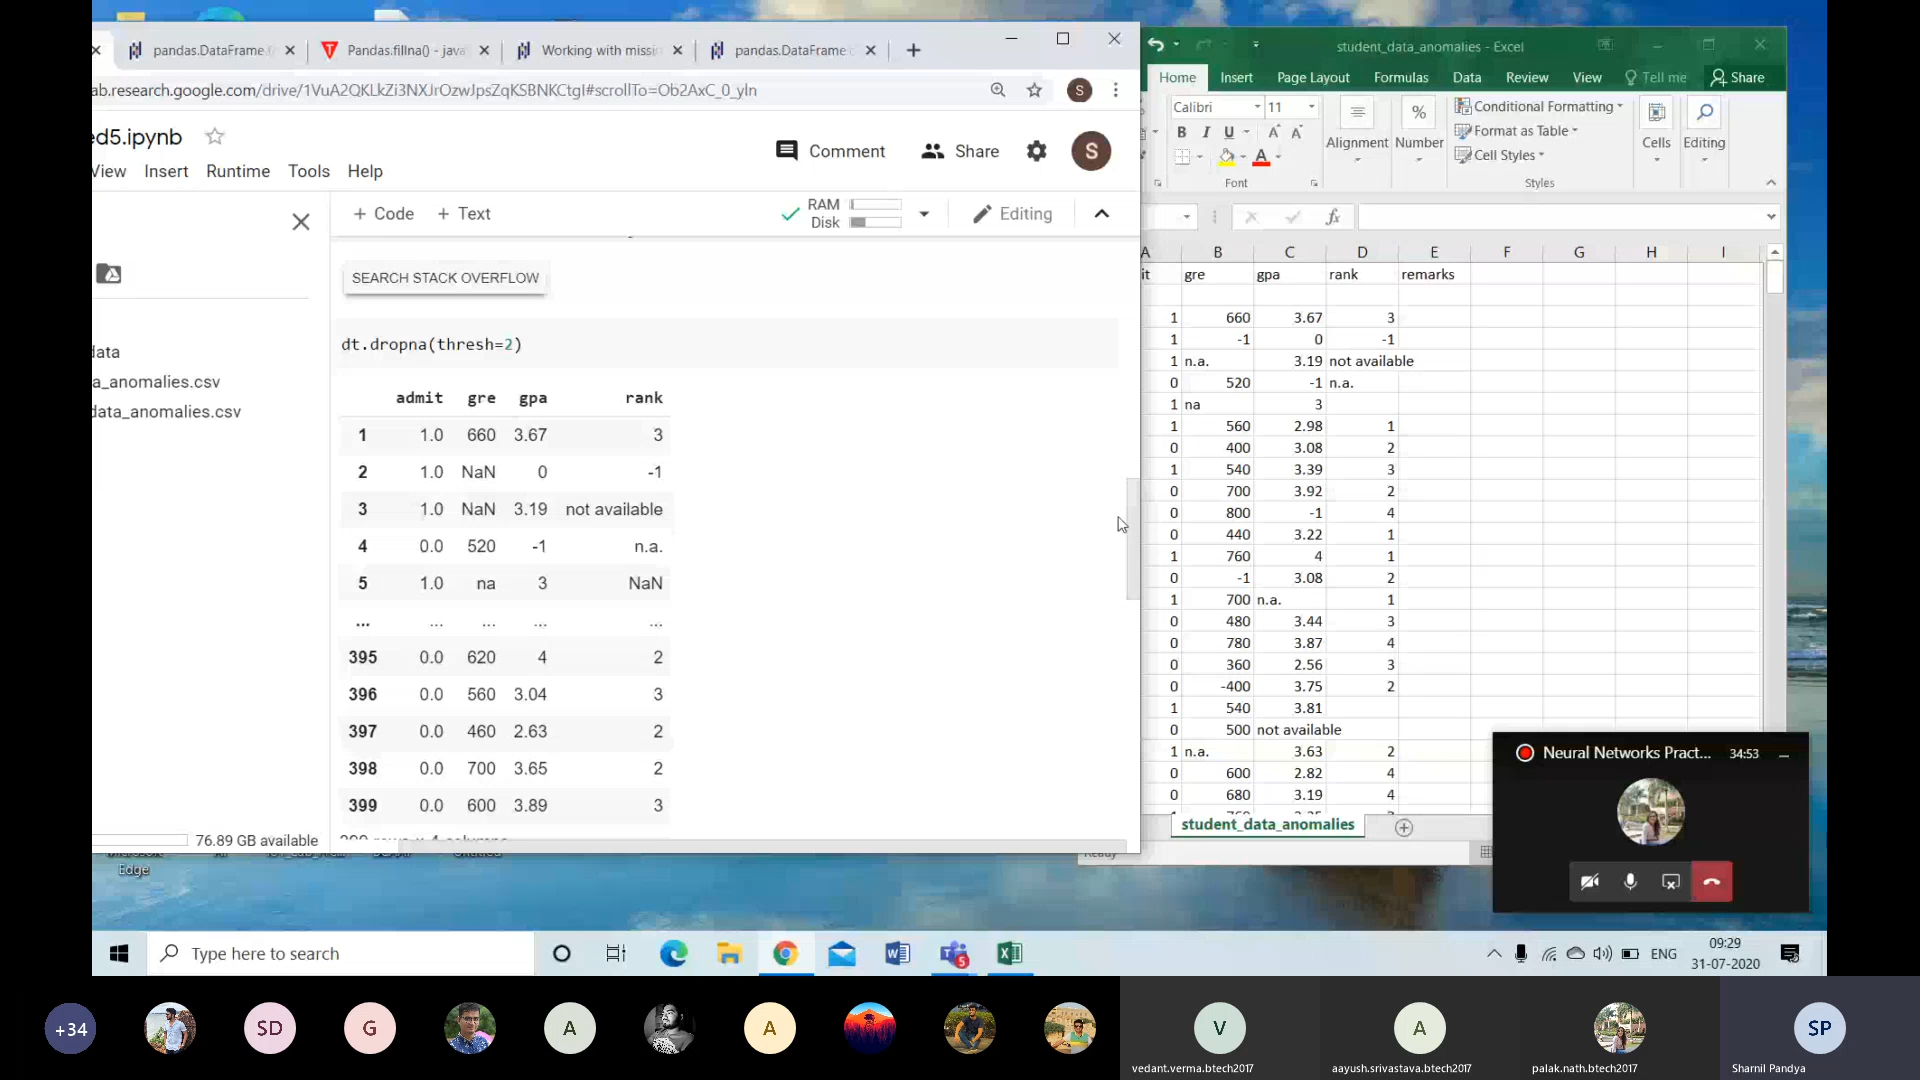 pandas.DataFrame.
Pandas.fillna() - java
Working with missi
pandas.DataFrame
ab.research.google.com/drive/1VuA2QKLkZi3NXJrOzwJpsZqKSBNKCtgI#scrollTo=Ob2AxC_0_yln
ed5.ipynb
Comment
Share
S
View Insert Runtime Tools Help
+ Code + Text
RAM
Disk
Editing
SEARCH STACK OVERFLOW
dt.dropna(thresh=2)
admit gre gpa rank
1 1.0 660 3.67 3
2 1.0 NaN 0 -1
3 1.0 NaN 3.19 not available
4 0.0 520 -1 n.a.
5 1.0 na 3 NaN
... ... ... ... ...
395 0.0 620 4 2
396 0.0 560 3.04 3
397 0.0 460 2.63 2
398 0.0 700 3.65 2
399 0.0 600 3.89 3
data
a_anomalies.csv
data_anomalies.csv
76.89 GB available
Edge
student_data_anomalies - Excel
Home Insert Page Layout Formulas Data Review View Tell me Share
Calibri 11
B I U A A
Alignment
Number
Conditional Formatting
Format as Table
Cell Styles
Cells
Editing
Font
Styles
fx
A B C D E F G H I
it gre gpa rank remarks
1 660 3.67 3
1 -1 0 -1
1 n.a. 3.19 not available
0 520 -1 n.a.
1 na 3
1 560 2.98 1
0 400 3.08 2
1 540 3.39 3
0 700 3.92 2
0 800 -1 4
0 440 3.22 1
1 760 4 1
0 -1 3.08 2
1 700 n.a. 1
0 480 3.44 3
0 780 3.87 4
0 360 2.56 3
0 -400 3.75 2
1 540 3.81
0 500 not available
1 n.a. 3.63 2
0 600 2.82 4
0 680 3.19 4
student_data_anomalies
Ready
Neural Networks Pract... 34:53
Type here to search
ENG
09:29
31-07-2020
+34
SD
G
A
A
V
A
SP
vedant.verma.btech2017
aayush.srivastava.btech2017
palak.nath.btech2017
Sharnil Pandya